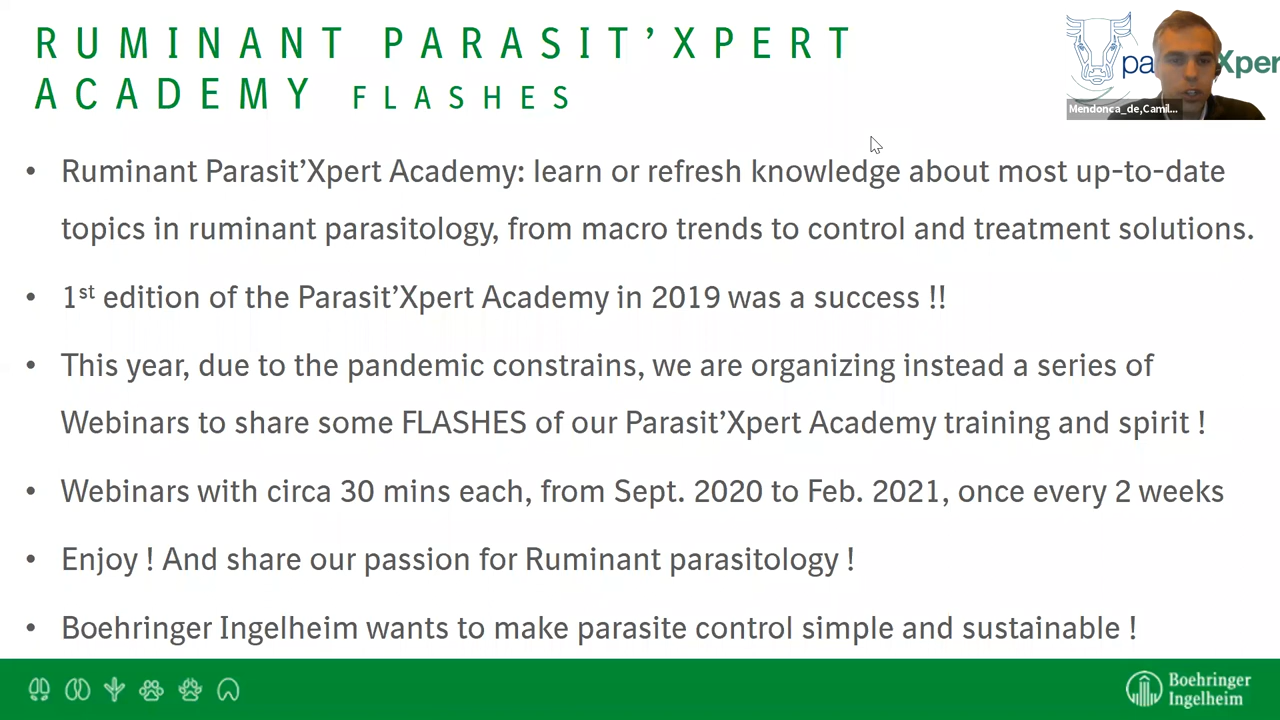 RUMINANT PARASIT’XPERT
ACADEMY FLASHES
pa Xper
Mendonca_de,Camil...
• Ruminant Parasit’Xpert Academy: learn or refresh knowledge about most up-to-date
topics in ruminant parasitology, from macro trends to control and treatment solutions.
• 1st edition of the Parasit’Xpert Academy in 2019 was a success !!
• This year, due to the pandemic constrains, we are organizing instead a series of
Webinars to share some FLASHES of our Parasit’Xpert Academy training and spirit !
• Webinars with circa 30 mins each, from Sept. 2020 to Feb. 2021, once every 2 weeks
• Enjoy ! And share our passion for Ruminant parasitology !
• Boehringer Ingelheim wants to make parasite control simple and sustainable !
Boehringer
Ingelheim